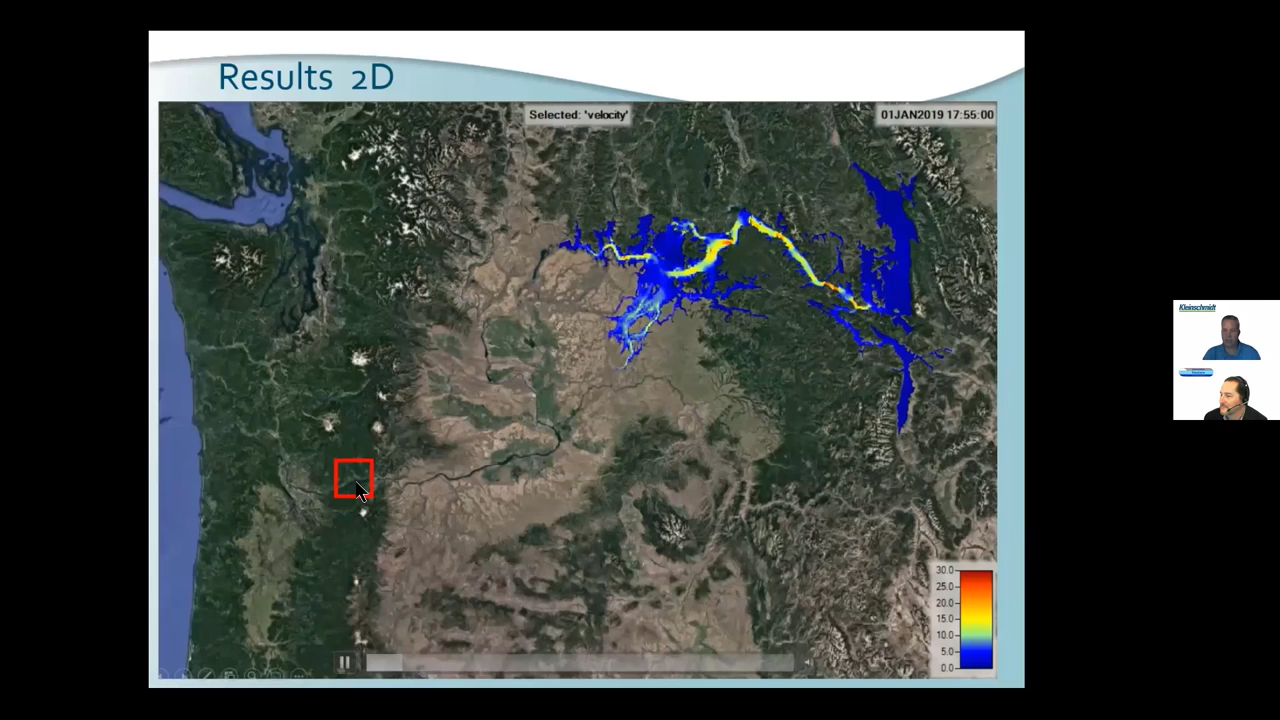 Results 2D
Selected: 'velocity'
01JAN2019 17:55:00
Kleinschmidt
30.0
25.0
20.0
15.0
10.0
5.0
0.0